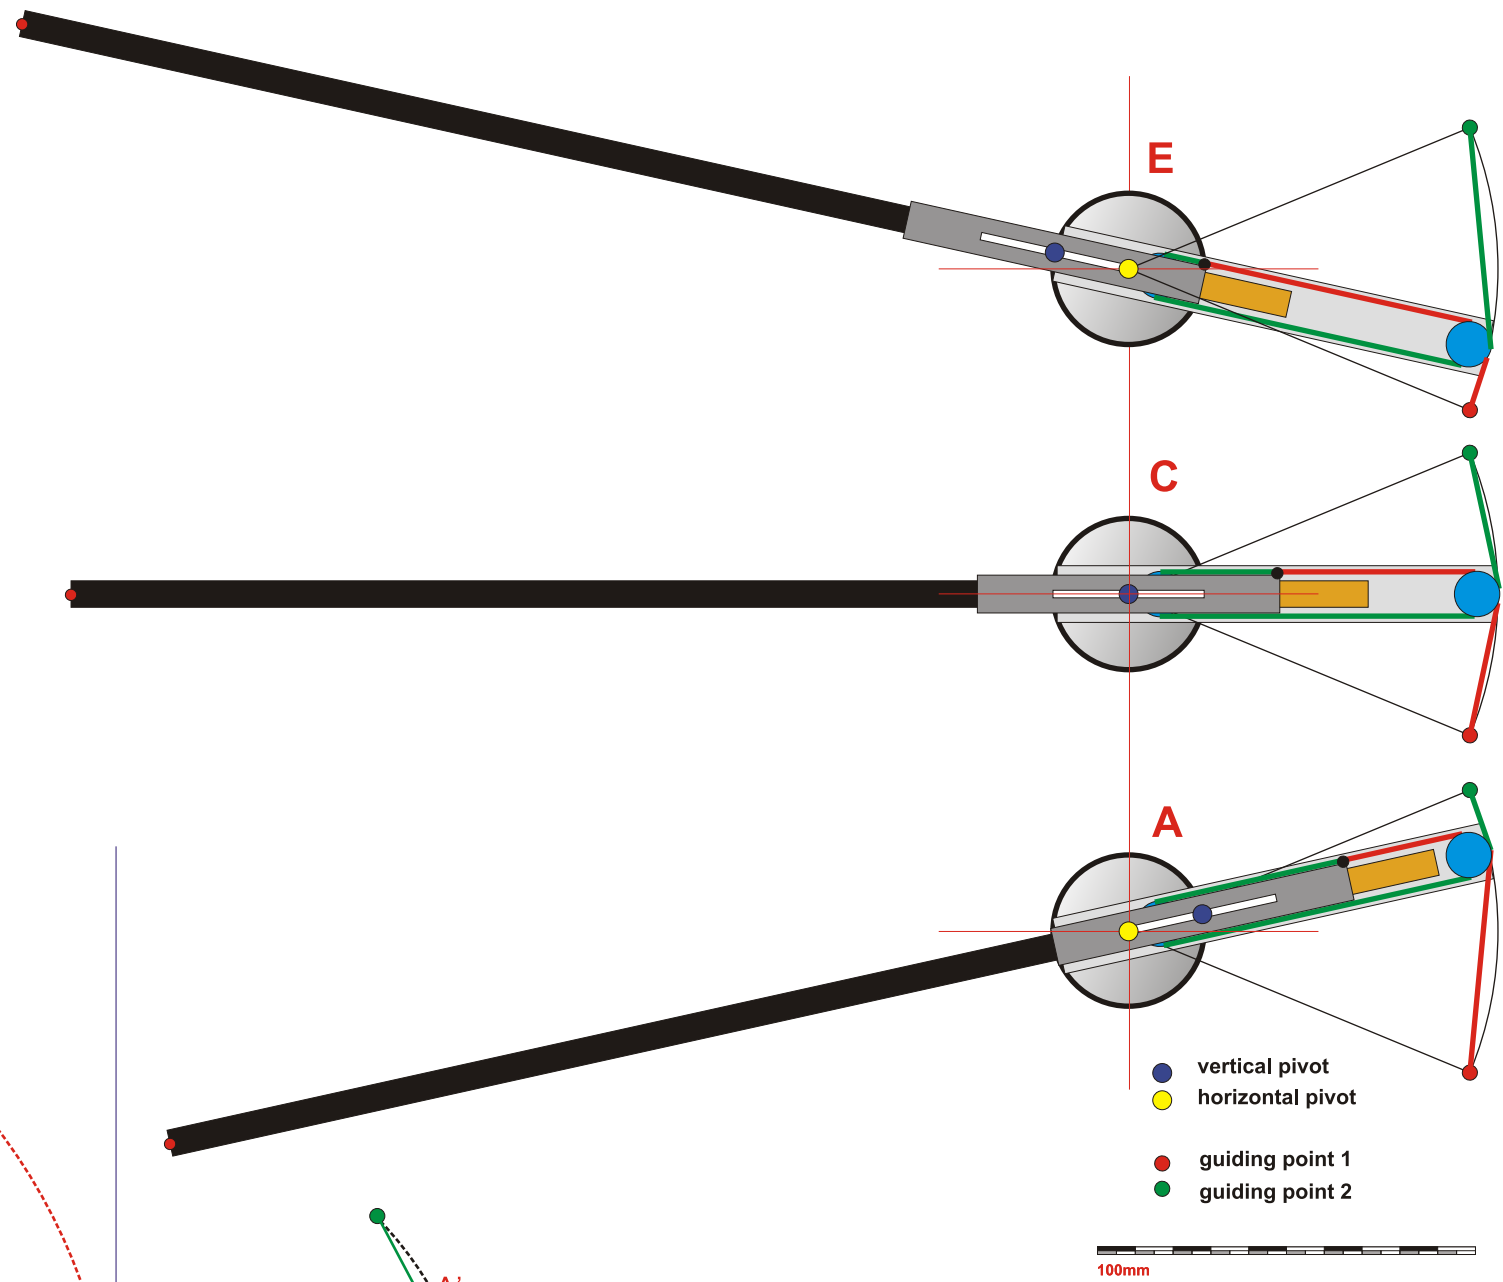 E
C
A
vertical pivot
horizontal pivot
guiding point 1
guiding point 2
100mm
A'